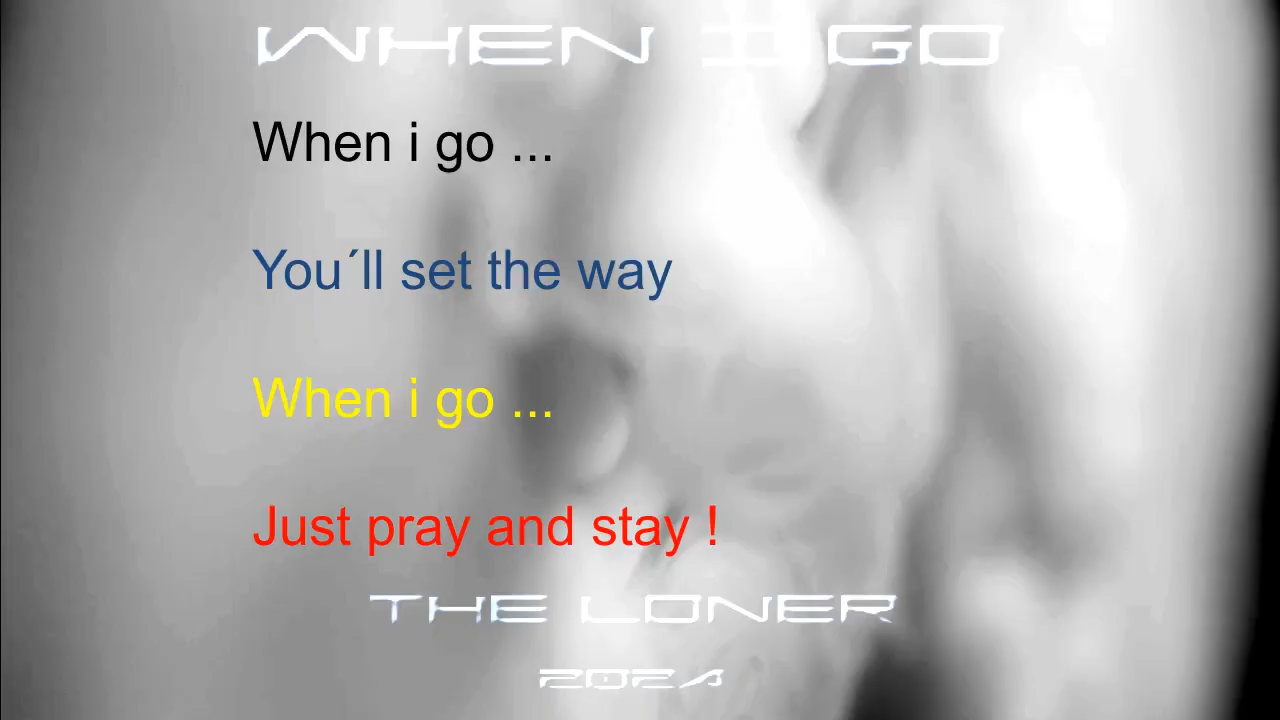 WHEN I GO
When i go ...
You´ll set the way
When i go ...
Just pray and stay !
THE LONER
2024